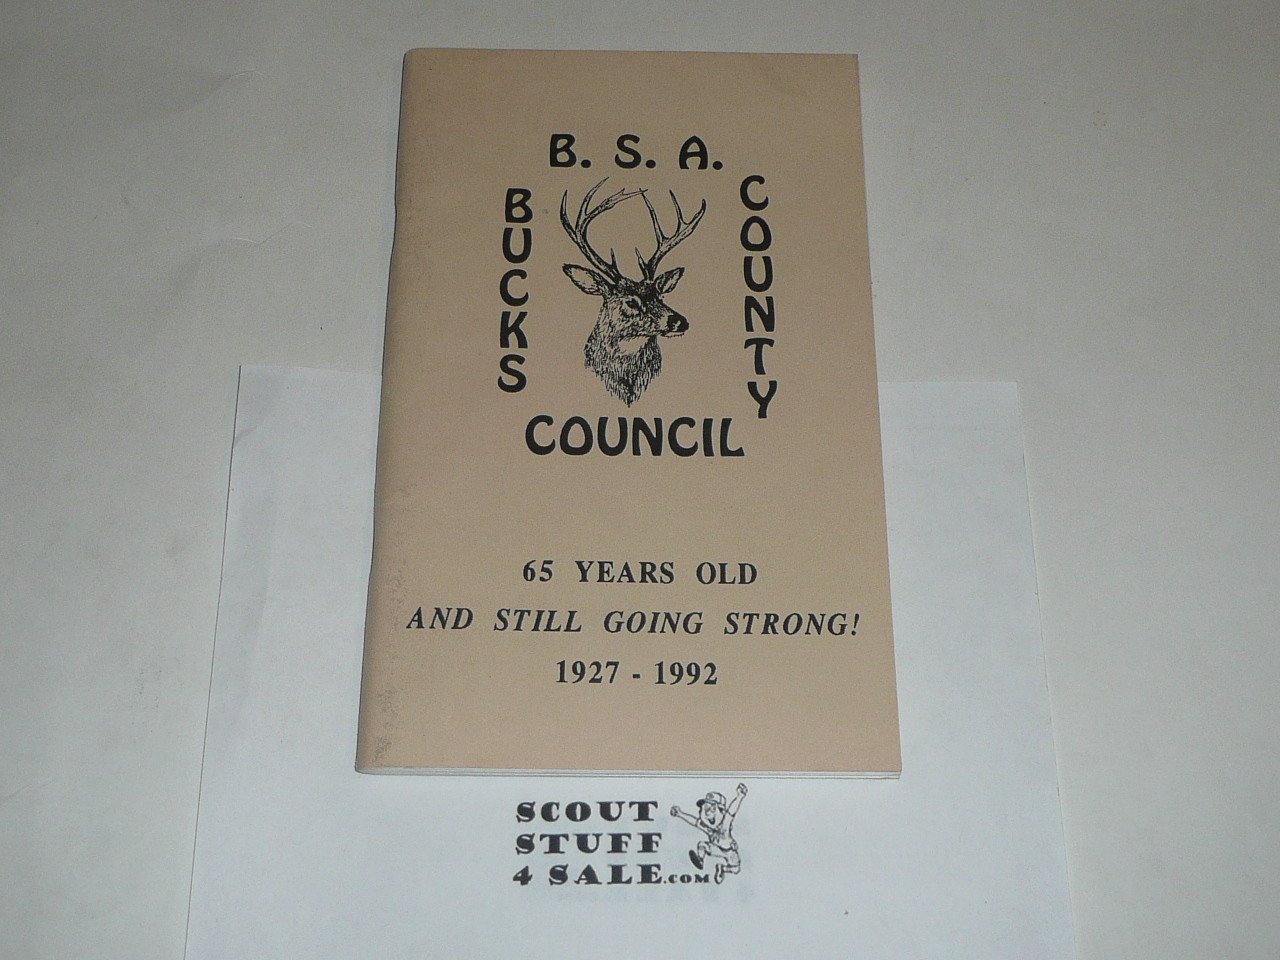 B. S. A.
BUCKS
COUNTY
COUNCIL
65 YEARS OLD
AND STILL GOING STRONG!
1927 - 1992
SCOUT
STUFF
4 SALE.COM